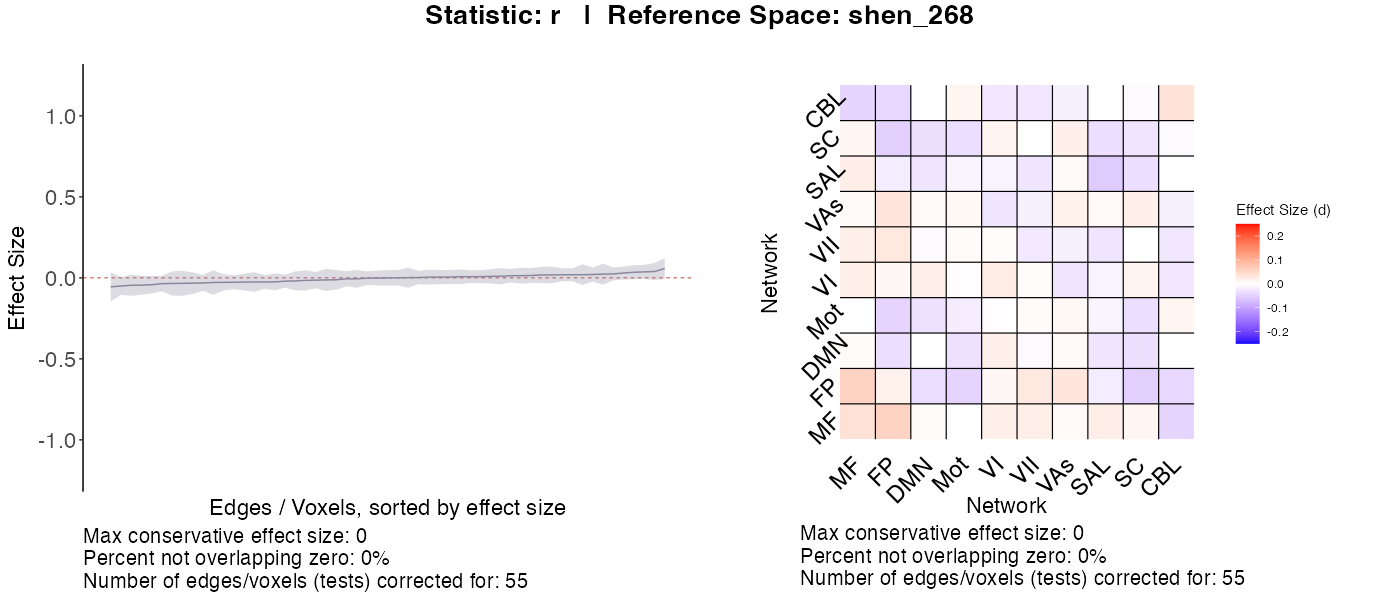 Statistic: r | Reference Space: shen_268
Effect Size
1.0
0.5
0.0
-0.5
-1.0
Edges / Voxels, sorted by effect size
Max conservative effect size: 0
Percent not overlapping zero: 0%
Number of edges/voxels (tests) corrected for: 55
Network
CBL
SC
SAL
VAs
VII
VI
Mot
DMN
FP
MF
MF FP DMN Mot VI VII VAs SAL SC CBL
Network
Max conservative effect size: 0
Percent not overlapping zero: 0%
Number of edges/voxels (tests) corrected for: 55
Effect Size (d)
0.2
0.1
0.0
-0.1
-0.2